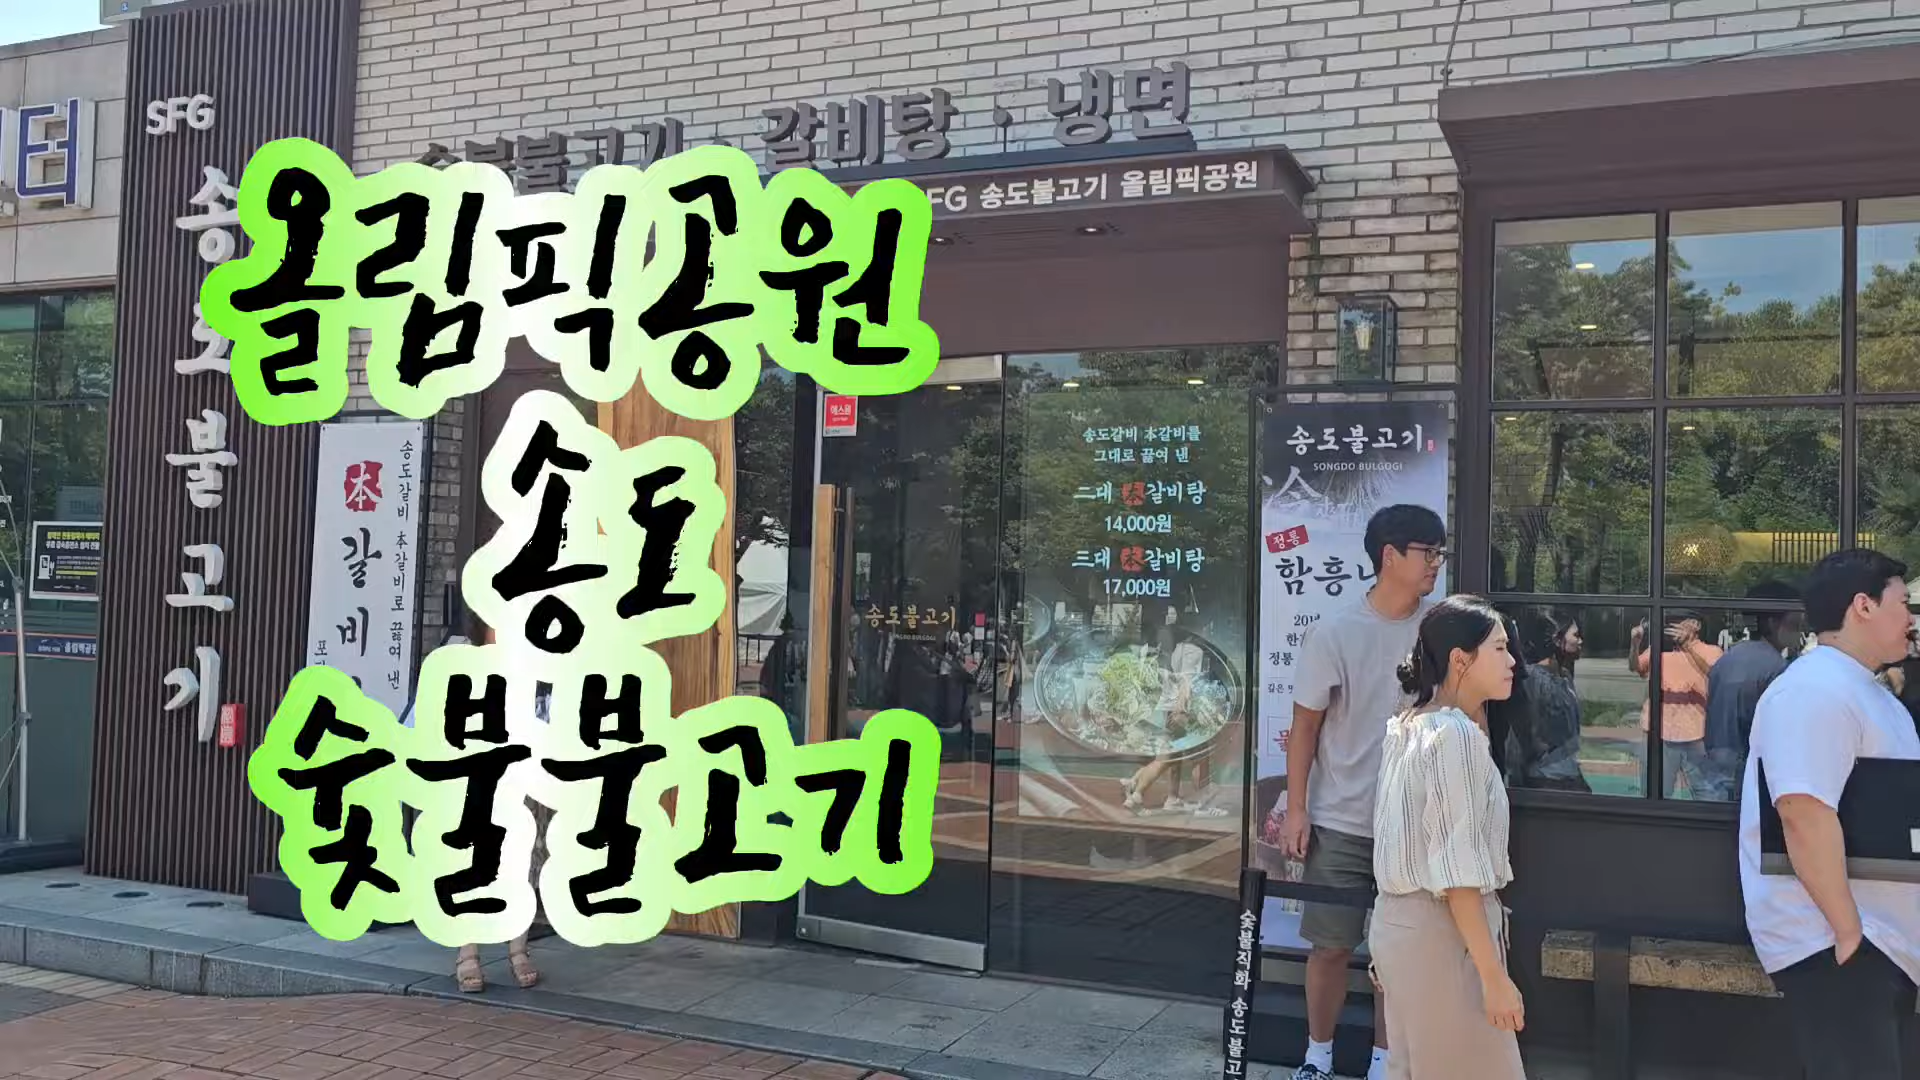 올림픽공원
송도
숯불불고기
SFG
송도불고기
갈비탕 · 냉면
송도불고기 올림픽공원
에스원
송도갈비 本갈비를
그대로 끓여 낸
二대 本갈비탕
14,000원
三대 本갈비탕
17,000원
송도불고기
SONGDO BULGOGI
송도불고기
SONGDO BULGOGI
정통
함흥
本갈비
송도갈비 本갈비로 끓여 낸
숯불직화 송도불고